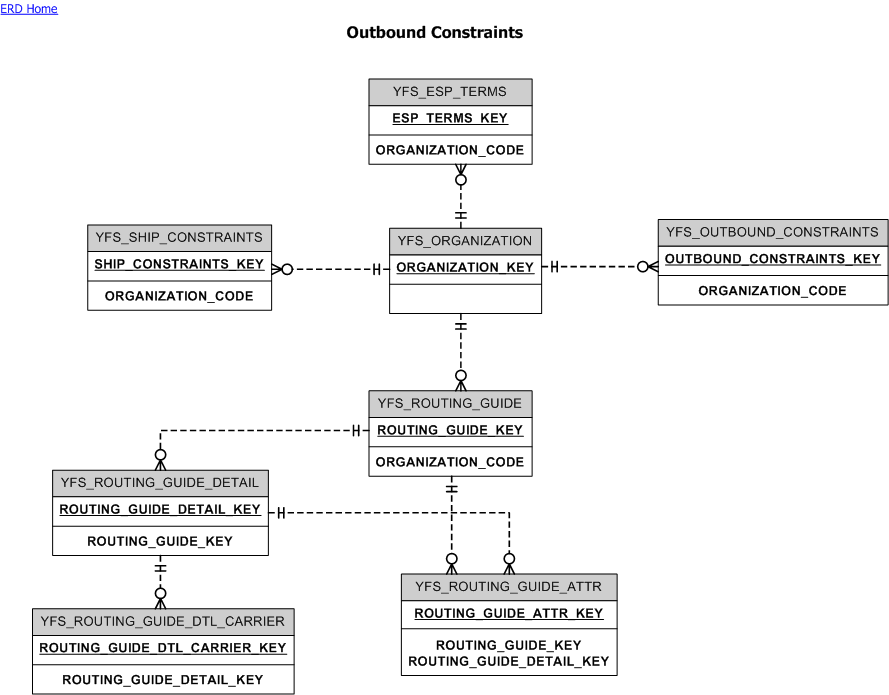 ERD Home
Outbound Constraints
YFS_ESP_TERMS
ESP_TERMS_KEY
ORGANIZATION_CODE
YFS_SHIP_CONSTRAINTS
SHIP_CONSTRAINTS_KEY
ORGANIZATION_CODE
YFS_ORGANIZATION
ORGANIZATION_KEY
YFS_OUTBOUND_CONSTRAINTS
OUTBOUND_CONSTRAINTS_KEY
ORGANIZATION_CODE
YFS_ROUTING_GUIDE
ROUTING_GUIDE_KEY
ORGANIZATION_CODE
YFS_ROUTING_GUIDE_DETAIL
ROUTING_GUIDE_DETAIL_KEY
ROUTING_GUIDE_KEY
YFS_ROUTING_GUIDE_ATTR
ROUTING_GUIDE_ATTR_KEY
ROUTING_GUIDE_KEY
ROUTING_GUIDE_DETAIL_KEY
YFS_ROUTING_GUIDE_DTL_CARRIER
ROUTING_GUIDE_DTL_CARRIER_KEY
ROUTING_GUIDE_DETAIL_KEY